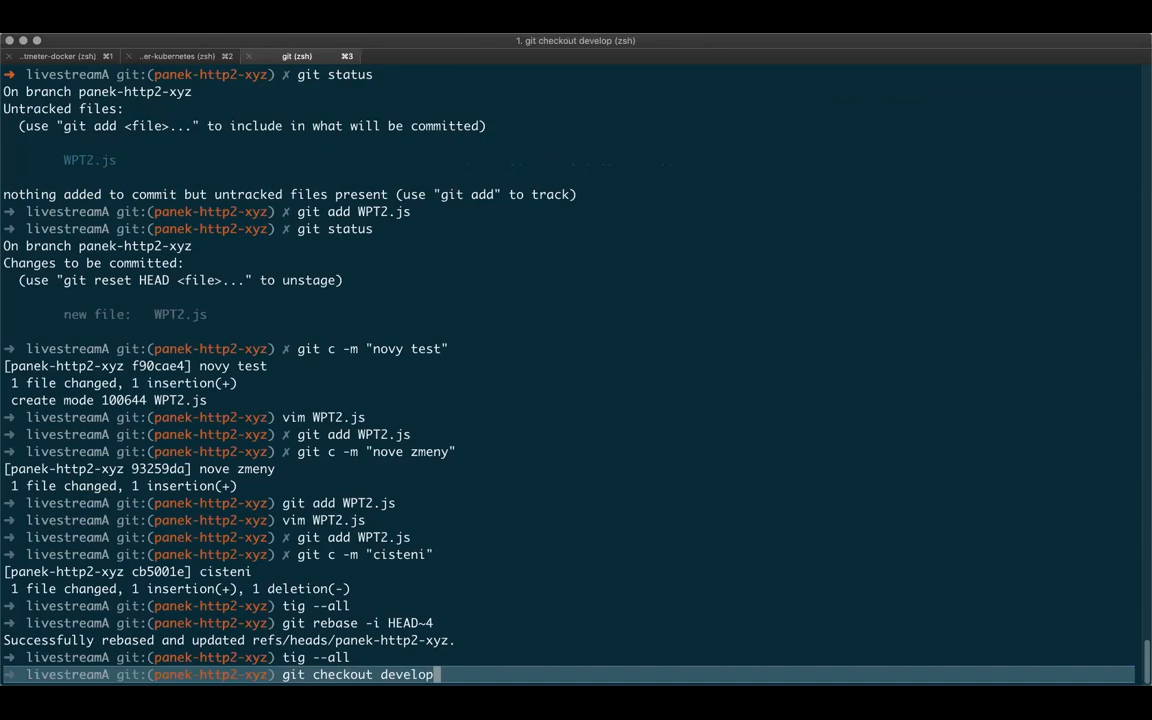 1. git checkout develop (zsh)
..tmeter-docker (zsh) ⌘1 ..er-kubernetes (zsh) ⌘2 git (zsh) ⌘3
➜ livestreamA git:(panek-http2-xyz) ✗ git status
On branch panek-http2-xyz
Untracked files:
(use "git add <file>..." to include in what will be committed)
WPT2.js
nothing added to commit but untracked files present (use "git add" to track)
➜ livestreamA git:(panek-http2-xyz) ✗ git add WPT2.js
➜ livestreamA git:(panek-http2-xyz) ✗ git status
On branch panek-http2-xyz
Changes to be committed:
(use "git reset HEAD <file>..." to unstage)
new file: WPT2.js
➜ livestreamA git:(panek-http2-xyz) ✗ git c -m "novy test"
[panek-http2-xyz f90cae4] novy test
1 file changed, 1 insertion(+)
create mode 100644 WPT2.js
➜ livestreamA git:(panek-http2-xyz) vim WPT2.js
➜ livestreamA git:(panek-http2-xyz) ✗ git add WPT2.js
➜ livestreamA git:(panek-http2-xyz) ✗ git c -m "nove zmeny"
[panek-http2-xyz 93259da] nove zmeny
1 file changed, 1 insertion(+)
➜ livestreamA git:(panek-http2-xyz) git add WPT2.js
➜ livestreamA git:(panek-http2-xyz) vim WPT2.js
➜ livestreamA git:(panek-http2-xyz) ✗ git add WPT2.js
➜ livestreamA git:(panek-http2-xyz) ✗ git c -m "cisteni"
[panek-http2-xyz cb5001e] cisteni
1 file changed, 1 insertion(+), 1 deletion(-)
➜ livestreamA git:(panek-http2-xyz) tig --all
➜ livestreamA git:(panek-http2-xyz) git rebase -i HEAD~4
Successfully rebased and updated refs/heads/panek-http2-xyz.
➜ livestreamA git:(panek-http2-xyz) tig --all
➜ livestreamA git:(panek-http2-xyz) git checkout develop